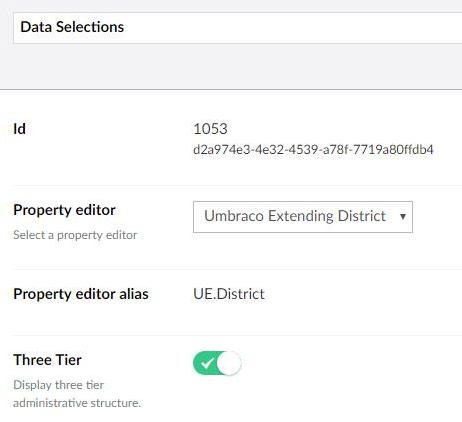 Data Selections
Id
1053
d2a974e3-4e32-4539-a78f-7719a80ffdb4
Property editor
Umbraco Extending District
Select a property editor
Property editor alias
UE.District
Three Tier
Display three tier
administrative structure.